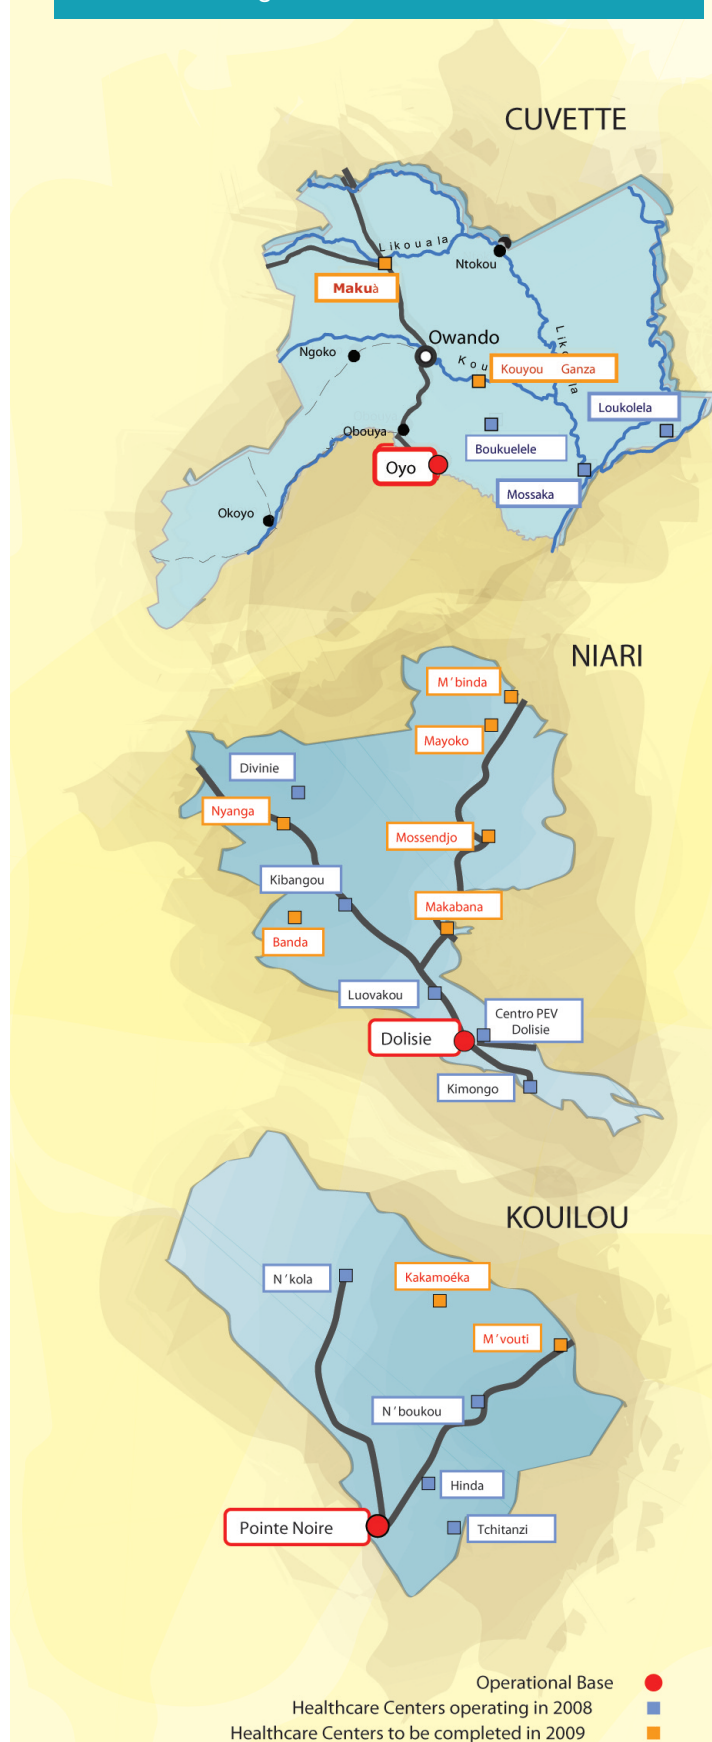 CUVETTE
Likouala
Ntokou
Makuà
Owando
Ngoko
Kou
Kouyou Ganza
Loukolela
Obouya
Boukuelele
Oyo
Mossaka
Okoyo
NIARI
M´binda
Mayoko
Divinie
Nyanga
Mossendjo
Kibangou
Makabana
Banda
Luovakou
Centro PEV
Dolisie
Dolisie
Kimongo
KOUILOU
N´kola
Kakamoéka
M´vouti
N´boukou
Hinda
Pointe Noire
Tchitanzi
Operational Base
Healthcare Centers operating in 2008
Healthcare Centers to be completed in 2009